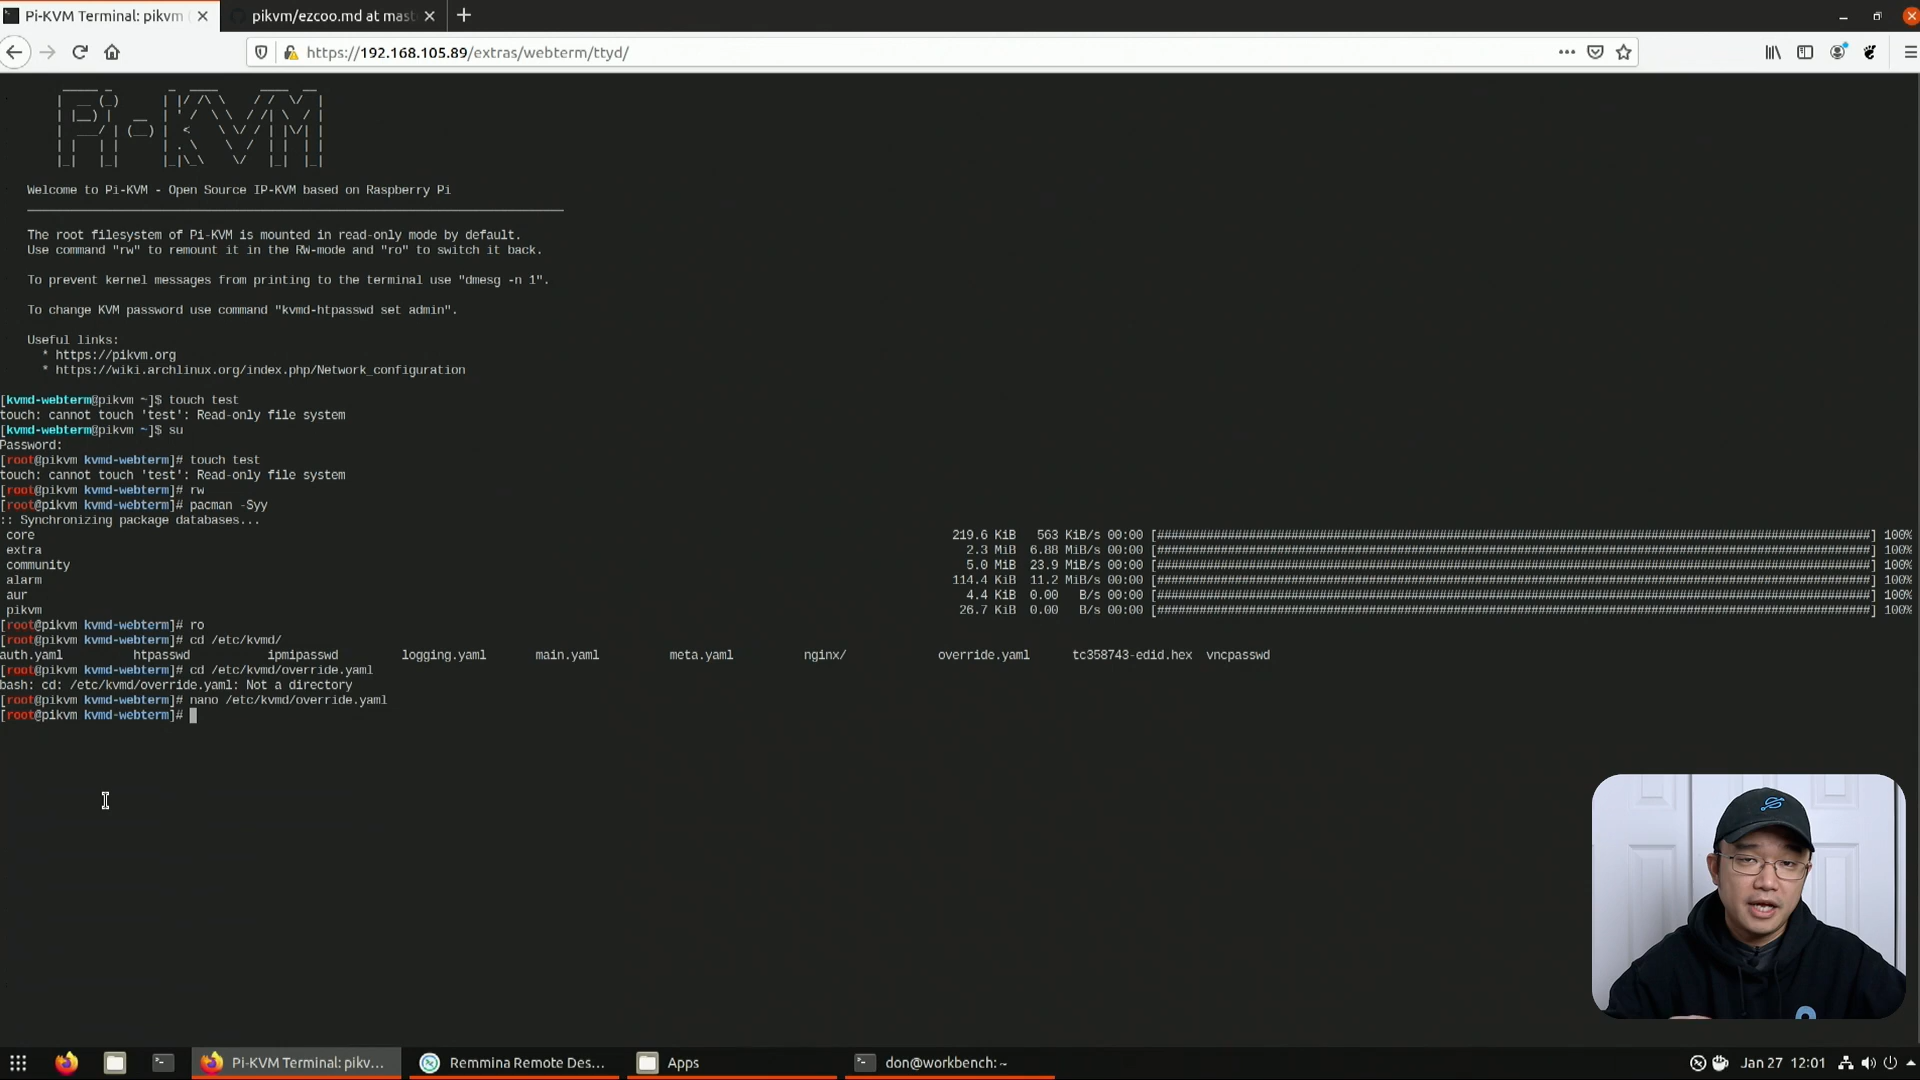 Pi-KVM Terminal: pikvm (
pikvm/ezcoo.md at mast
https://192.168.105.89/extras/webterm/ttyd/
Pi-KVM
Welcome to Pi-KVM - Open Source IP-KVM based on Raspberry Pi
The root filesystem of Pi-KVM is mounted in read-only mode by default.
Use command "rw" to remount it in the RW-mode and "ro" to switch it back.
To prevent kernel messages from printing to the terminal use "dmesg -n 1".
To change KVM password use command "kvmd-htpasswd set admin".
Useful links:
* https://pikvm.org
* https://wiki.archlinux.org/index.php/Network_configuration
[kvmd-webterm@pikvm ~]$ touch test
touch: cannot touch 'test': Read-only file system
[kvmd-webterm@pikvm ~]$ su
Password:
[root@pikvm kvmd-webterm]# touch test
touch: cannot touch 'test': Read-only file system
[root@pikvm kvmd-webterm]# rw
[root@pikvm kvmd-webterm]# pacman -Syy
:: Synchronizing package databases...
core 219.6 KiB 563 KiB/s 00:00 [######################################################################] 100%
extra 2.3 MiB 6.88 MiB/s 00:00 [######################################################################] 100%
community 5.0 MiB 23.9 MiB/s 00:00 [######################################################################] 100%
alarm 114.4 KiB 11.2 MiB/s 00:00 [######################################################################] 100%
aur 4.4 KiB 0.00 B/s 00:00 [######################################################################] 100%
pikvm 26.7 KiB 0.00 B/s 00:00 [######################################################################] 100%
[root@pikvm kvmd-webterm]# ro
[root@pikvm kvmd-webterm]# cd /etc/kvmd/
auth.yaml htpasswd ipmipasswd logging.yaml main.yaml meta.yaml nginx/ override.yaml tc358743-edid.hex vncpasswd
[root@pikvm kvmd-webterm]# cd /etc/kvmd/override.yaml
bash: cd: /etc/kvmd/override.yaml: Not a directory
[root@pikvm kvmd-webterm]# nano /etc/kvmd/override.yaml
[root@pikvm kvmd-webterm]#
Pi-KVM Terminal: pikv...
Remmina Remote Des...
Apps
don@workbench: ~
Jan 27 12:01